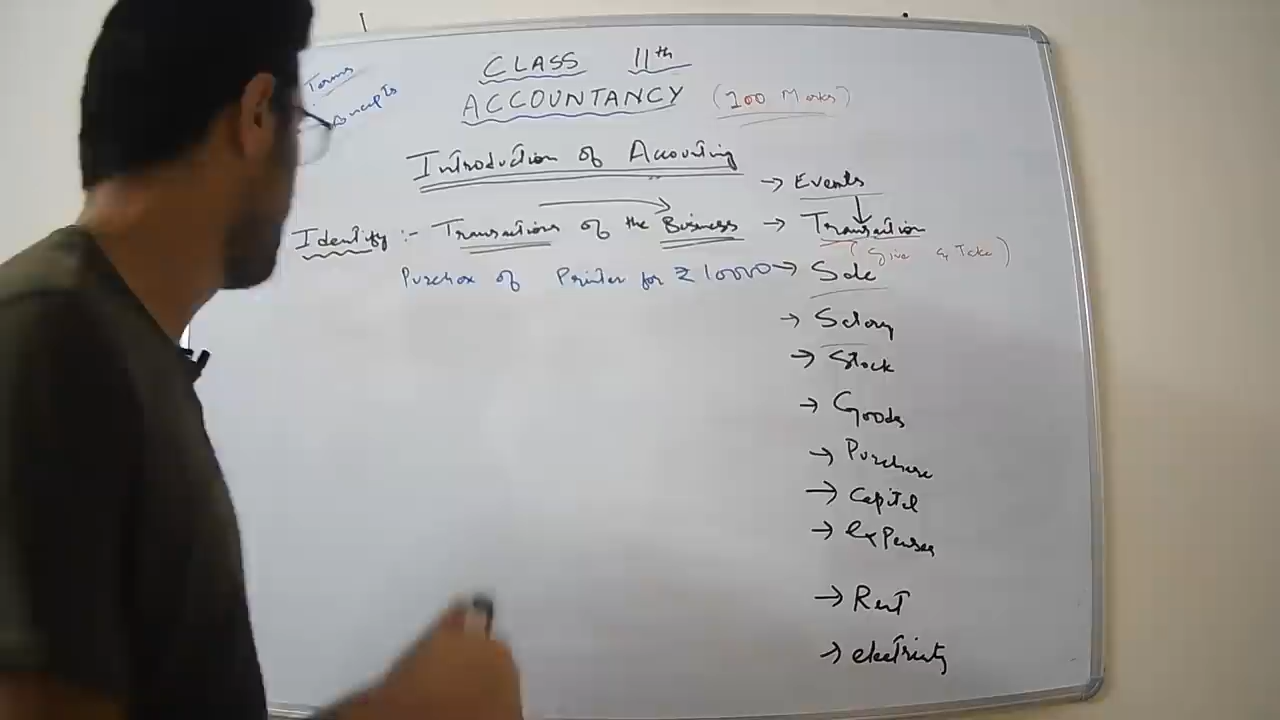 Terms
CLASS 11th
ACCOUNTANCY (100 Marks)
Introduction of Accounting
→ Events
Identify :- Transactions of the Business → Transaction
(Give & Take)
Purchase of Printer for ₹ 10000 → Sale
→ Salary
→ Stock
→ Goods
→ Purchase
→ Capital
→ exPenses
→ Rent
→ electricity